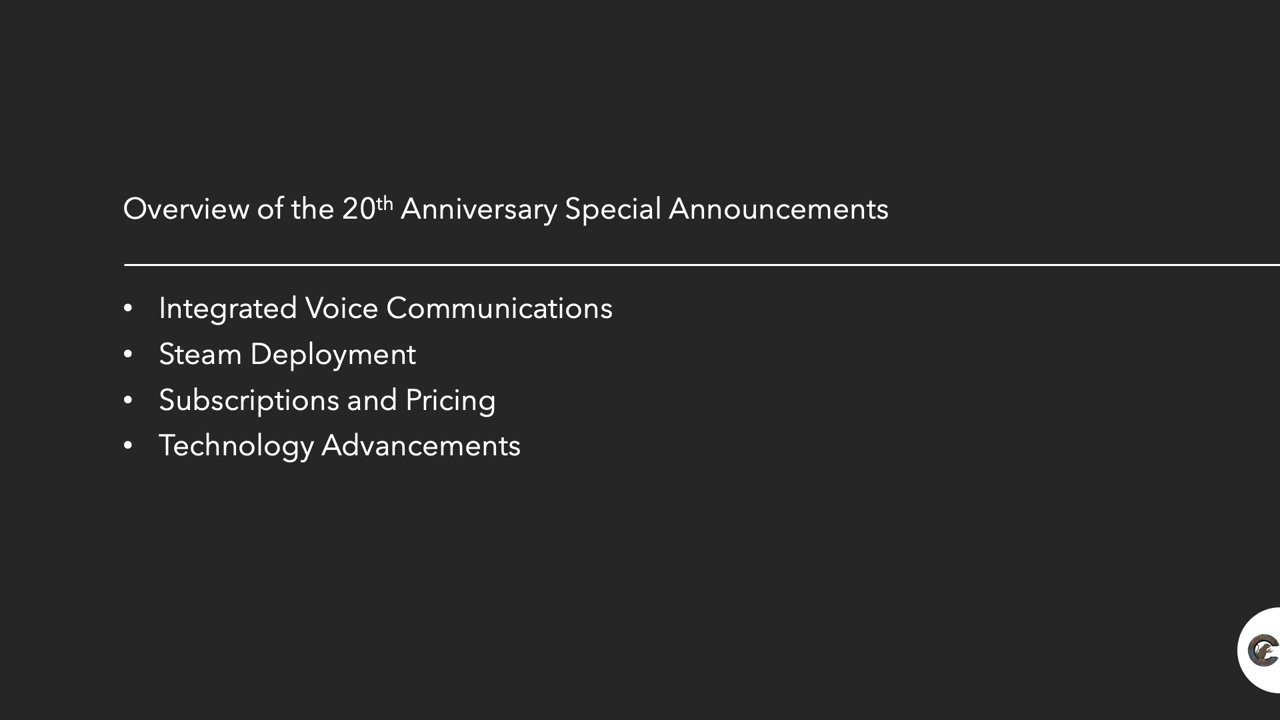 Overview of the 20th Anniversary Special Announcements
• Integrated Voice Communications
• Steam Deployment
• Subscriptions and Pricing
• Technology Advancements